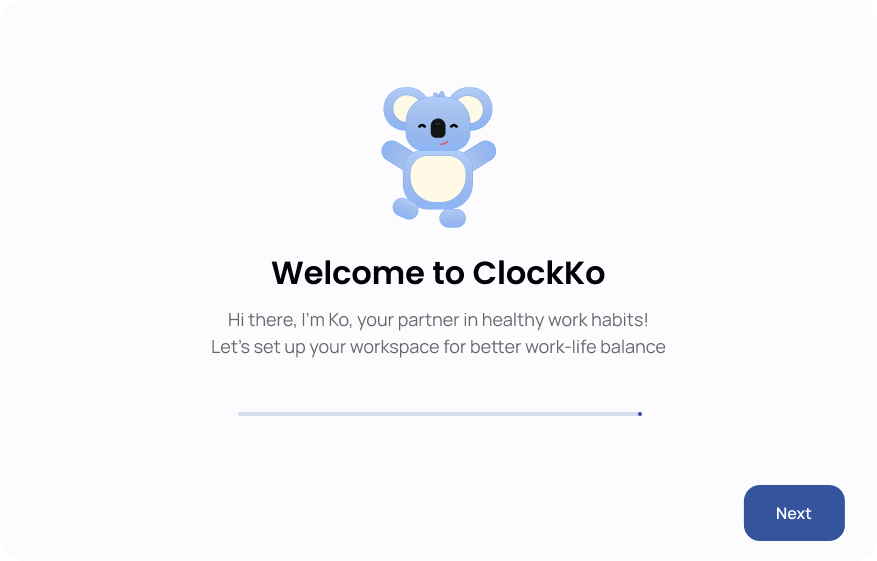 Welcome to ClockKo
Hi there, I'm Ko, your partner in healthy work habits!
Let's set up your workspace for better work-life balance
Next